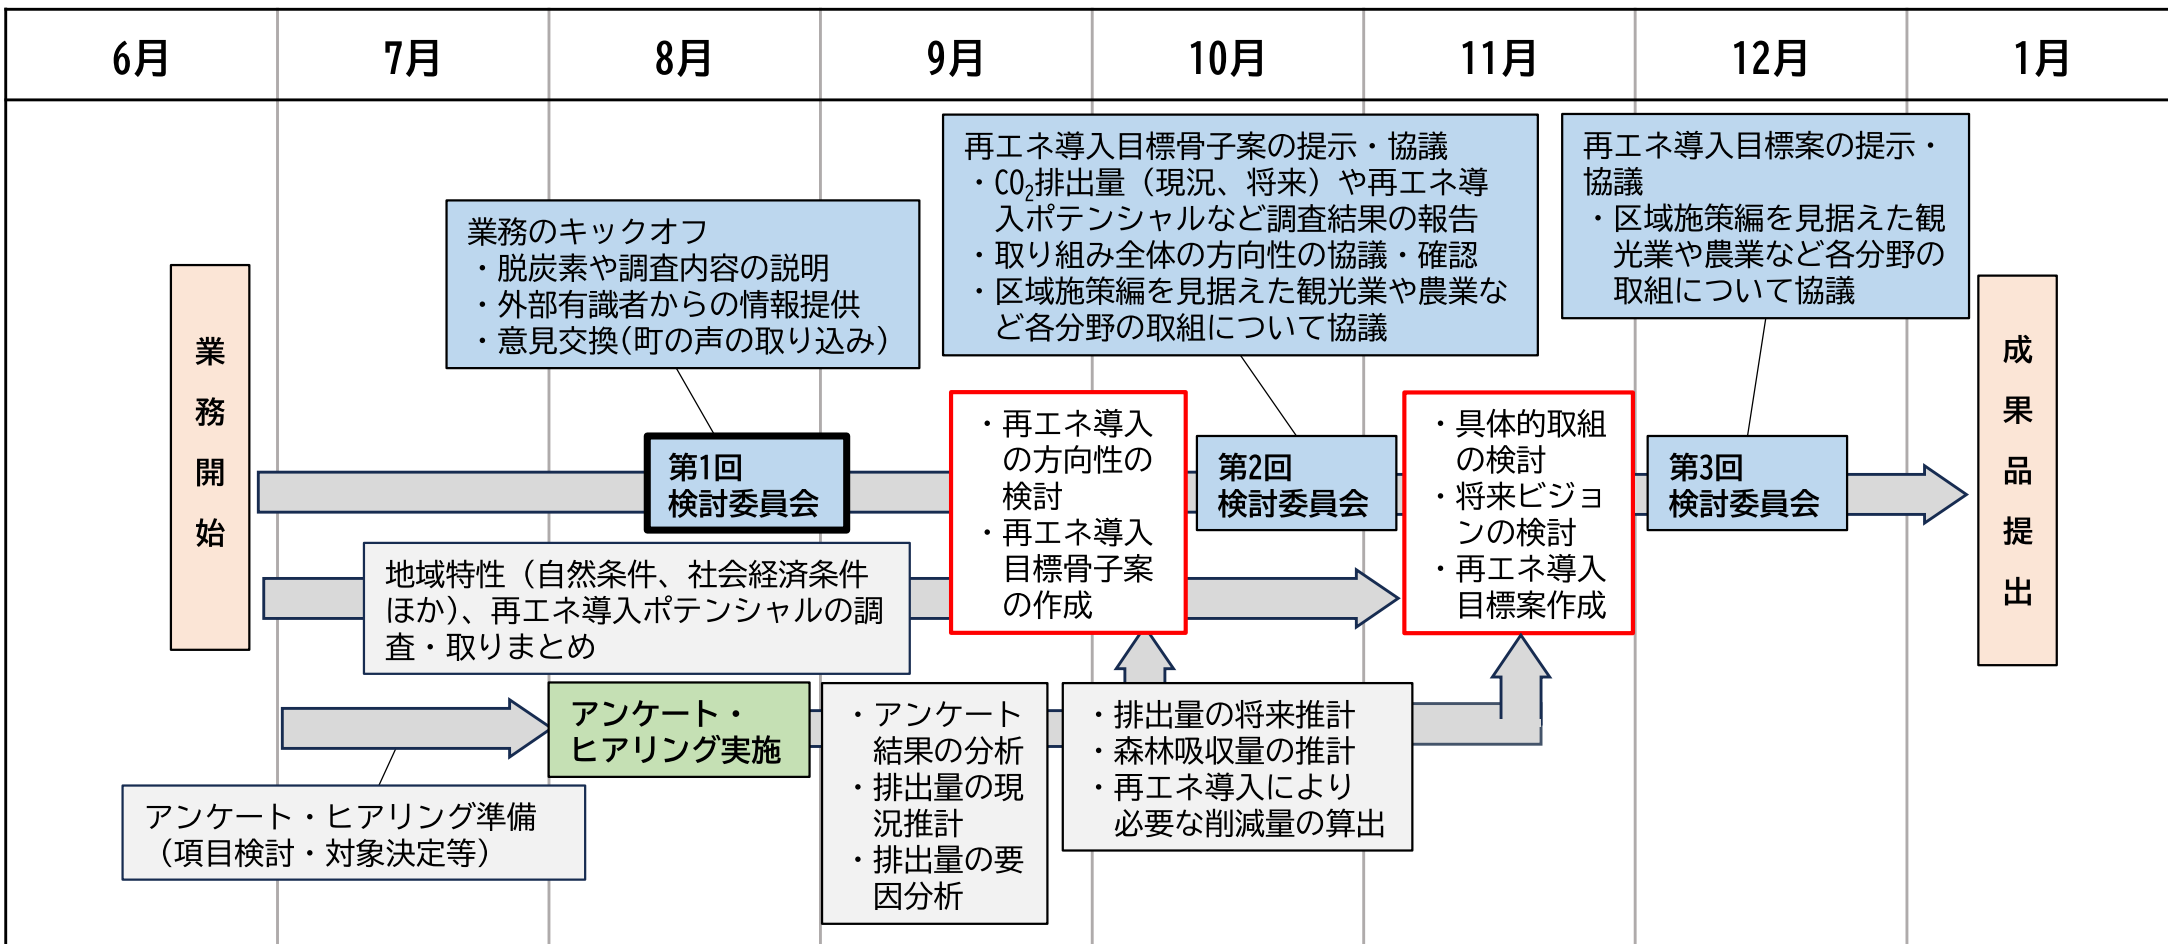 6月
7月
8月
9月
10月
11月
12月
1月
業
務
開
始
業務のキックオフ
・脱炭素や調査内容の説明
・外部有識者からの情報提供
・意見交換(町の声の取り込み)
再エネ導入目標骨子案の提示・協議
・CO₂排出量（現況、将来）や再エネ導
入ポテンシャルなど調査結果の報告
・取り組み全体の方向性の協議・確認
・区域施策編を見据えた観光業や農業な
ど各分野の取組について協議
再エネ導入目標案の提示・
協議
・区域施策編を見据えた観
光業や農業など各分野の
取組について協議
第1回
検討委員会
・再エネ導入
の方向性の
検討
・再エネ導入
目標骨子案
の作成
第2回
検討委員会
・具体的取組
の検討
・将来ビジョ
ンの検討
・再エネ導入
目標案作成
第3回
検討委員会
成
果
品
提
出
地域特性（自然条件、社会経済条件
ほか）、再エネ導入ポテンシャルの調
査・取りまとめ
アンケート・
ヒアリング実施
・アンケート
結果の分析
・排出量の現
況推計
・排出量の要
因分析
・排出量の将来推計
・森林吸収量の推計
・再エネ導入により
必要な削減量の算出
アンケート・ヒアリング準備
（項目検討・対象決定等）